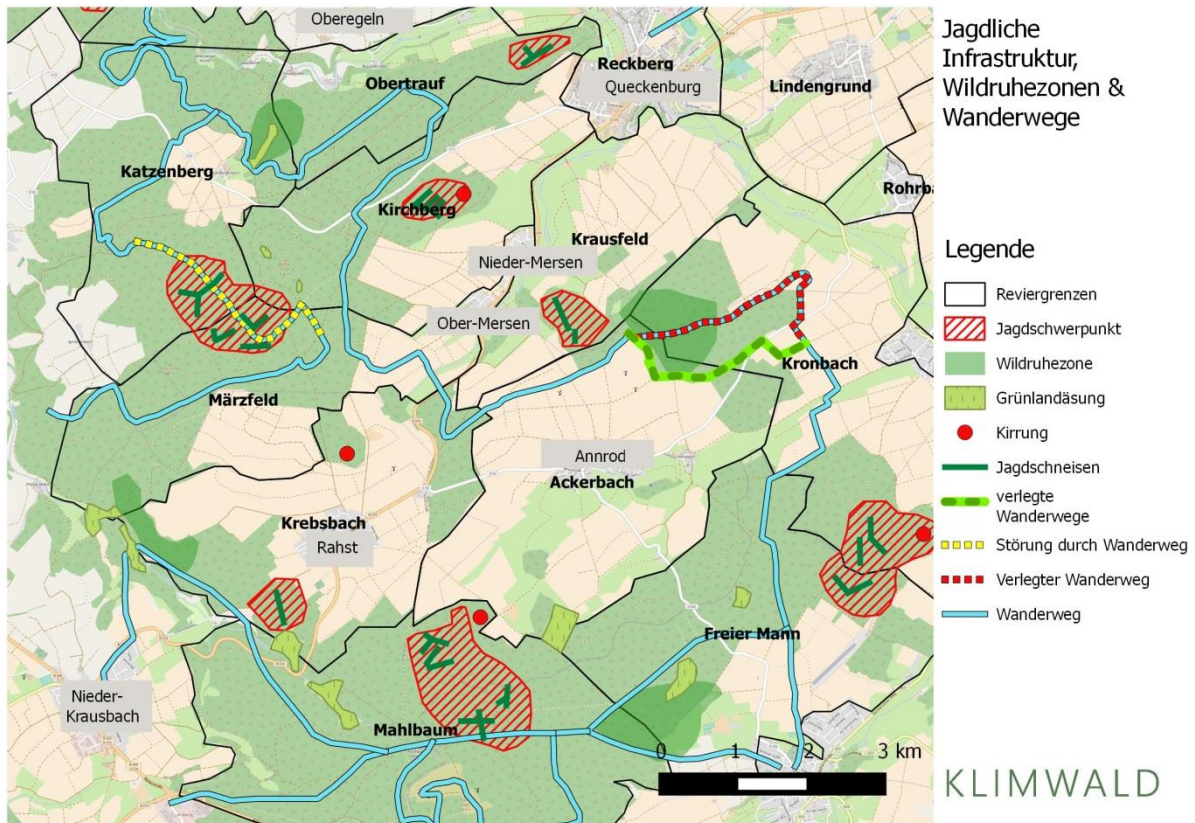 Jagdliche
Infrastruktur,
Wildruhezonen &
Wanderwege
Oberegeln
Obertrauf
Reckberg
Queckenburg
Lindengrund
Katzenberg
Kirchberg
Krausfeld
Nieder-Mersen
Ober-Mersen
Kronbach
Märzfeld
Annrod
Ackerbach
Krebsbach
Rahst
Freier Mann
Nieder-
Krausbach
Mahlbaum
0 1 2 3 km
Legende
Reviergrenzen
Jagdschwerpunkt
Wildruhezone
Grünlandäsung
Kirrung
Jagdschneisen
verlegte
Wanderwege
Störung durch Wanderweg
Verlegter Wanderweg
Wanderweg
KLIMWALD